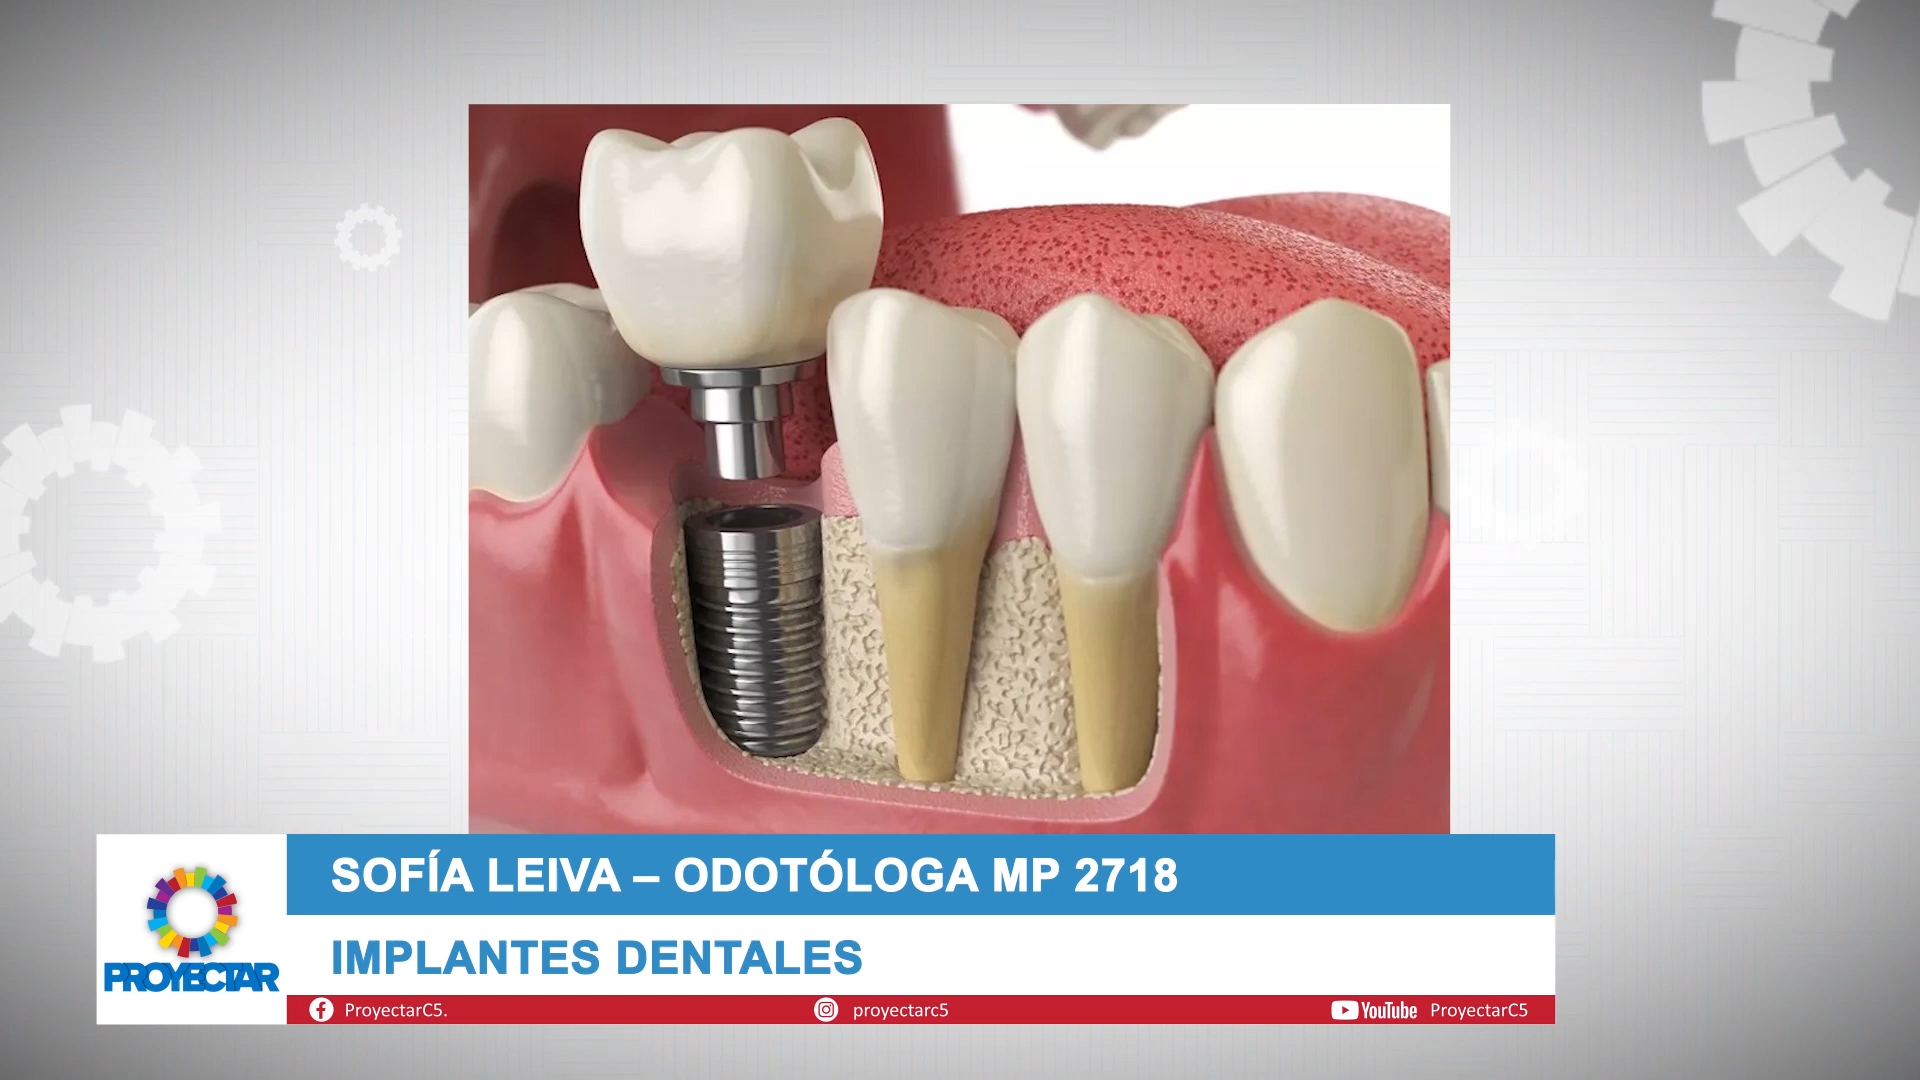 SOFÍA LEIVA – ODOTÓLOGA MP 2718
IMPLANTES DENTALES
PROYECTAR
ProyectarC5.
proyectarc5
YouTube ProyectarC5